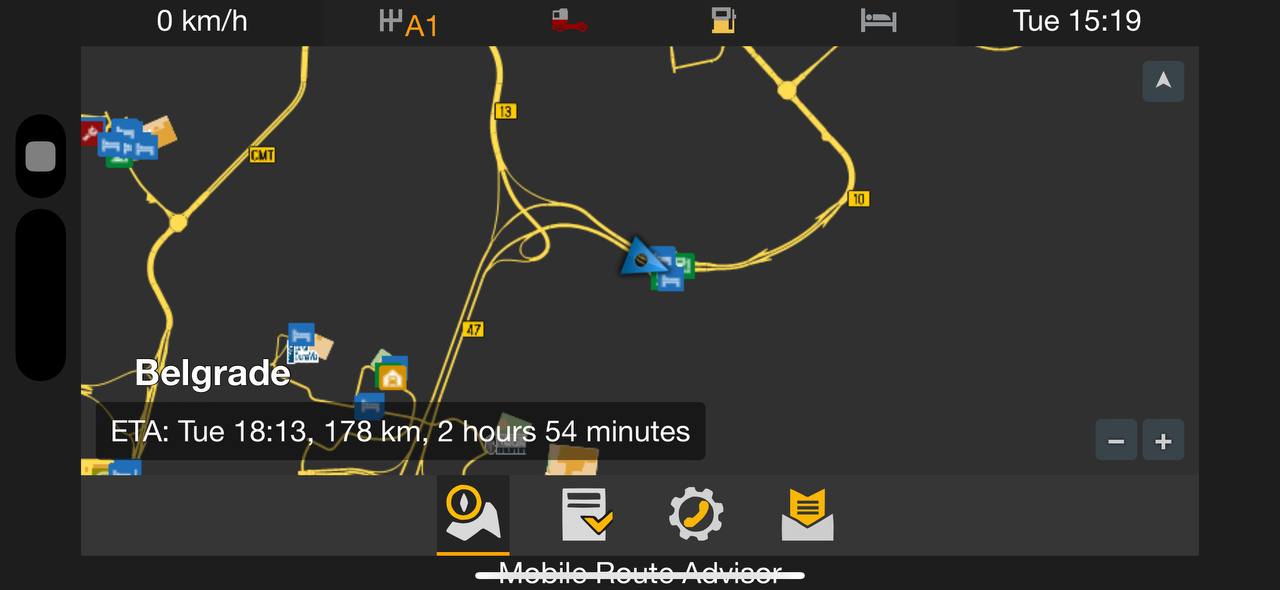 0 km/h
A1
Tue 15:19
13
CMT
10
47
Belgrade
ETA: Tue 18:13, 178 km, 2 hours 54 minutes
Mobile Route Advisor